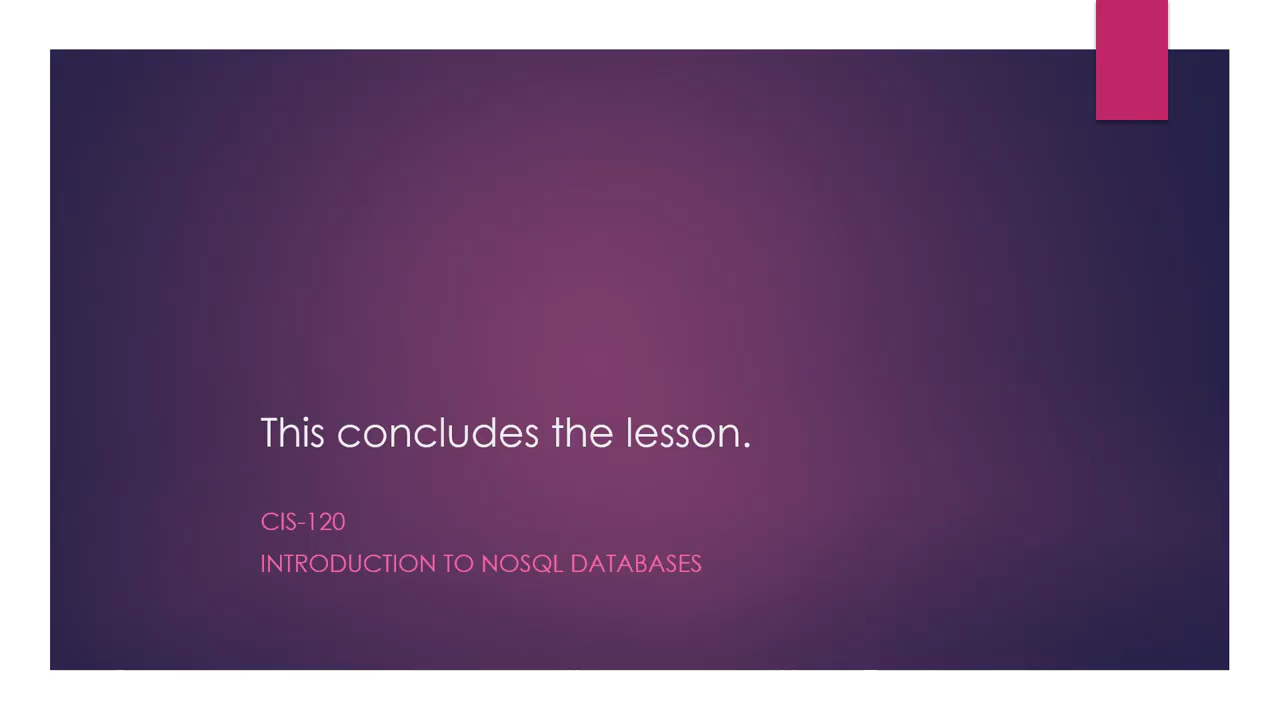 This concludes the lesson.
CIS-120
INTRODUCTION TO NOSQL DATABASES